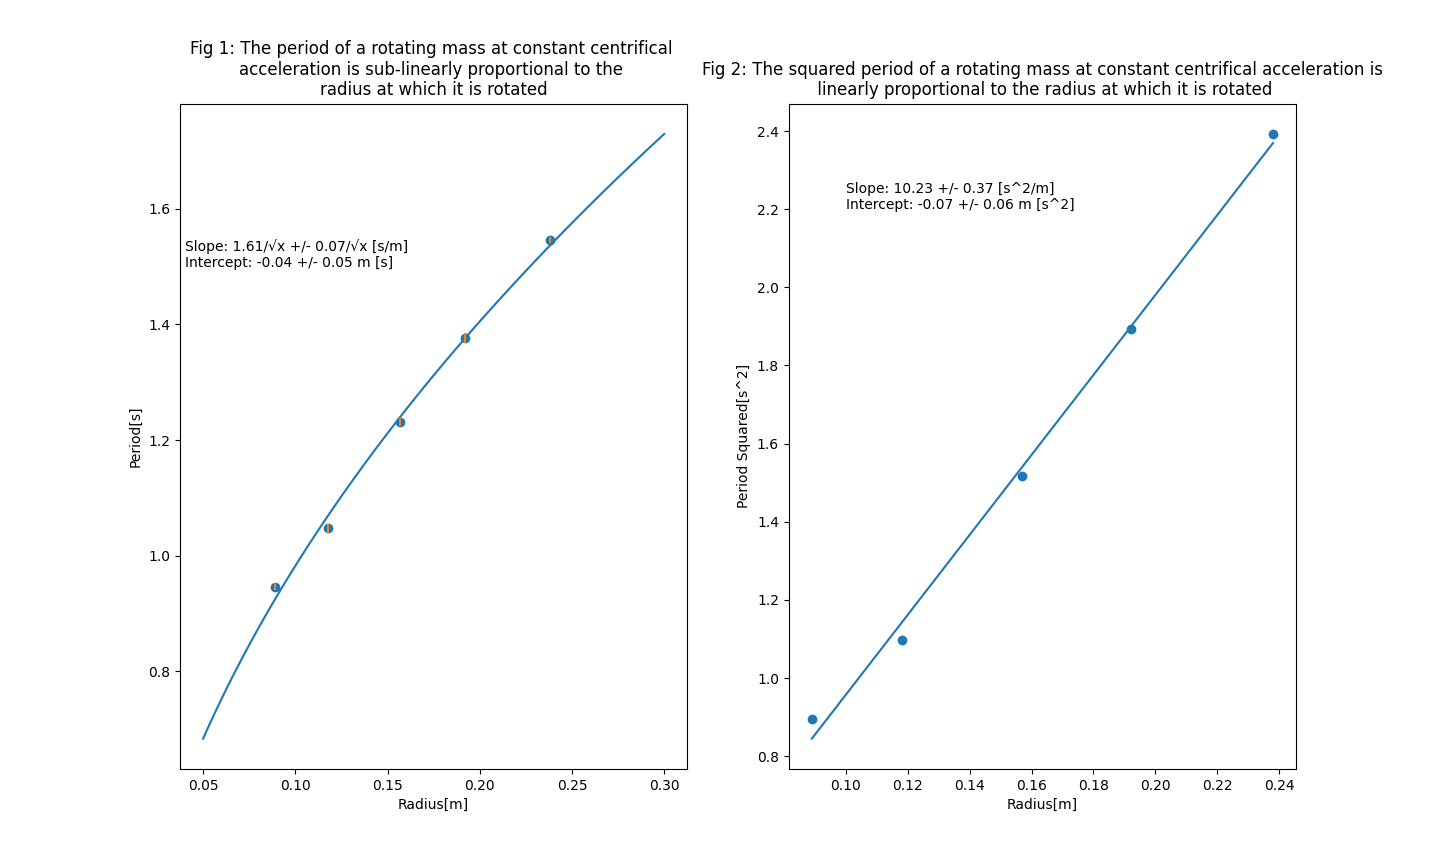 Fig 1: The period of a rotating mass at constant centrifical
acceleration is sub-linearly proportional to the
radius at which it is rotated
1.6
1.4
1.2
1.0
0.8
Period[s]
Slope: 1.61/√x +/- 0.07/√x [s/m]
Intercept: -0.04 +/- 0.05 m [s]
0.05 0.10 0.15 0.20 0.25 0.30
Radius[m]
Fig 2: The squared period of a rotating mass at constant centrifical acceleration is
linearly proportional to the radius at which it is rotated
2.4
2.2
2.0
1.8
1.6
1.4
1.2
1.0
0.8
Period Squared[s^2]
Slope: 10.23 +/- 0.37 [s^2/m]
Intercept: -0.07 +/- 0.06 m [s^2]
0.10 0.12 0.14 0.16 0.18 0.20 0.22 0.24
Radius[m]